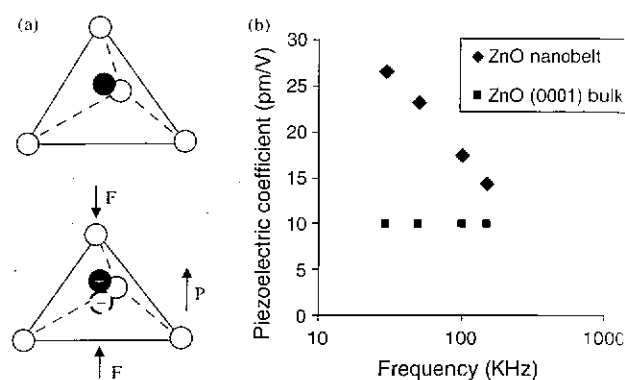 (a)
F
P
F
(b)
Piezoelectric coefficient (pm/V)
30
25
20
15
10
5
0
10
100
1000
Frequency (KHz)
ZnO nanobelt
ZnO (0001) bulk